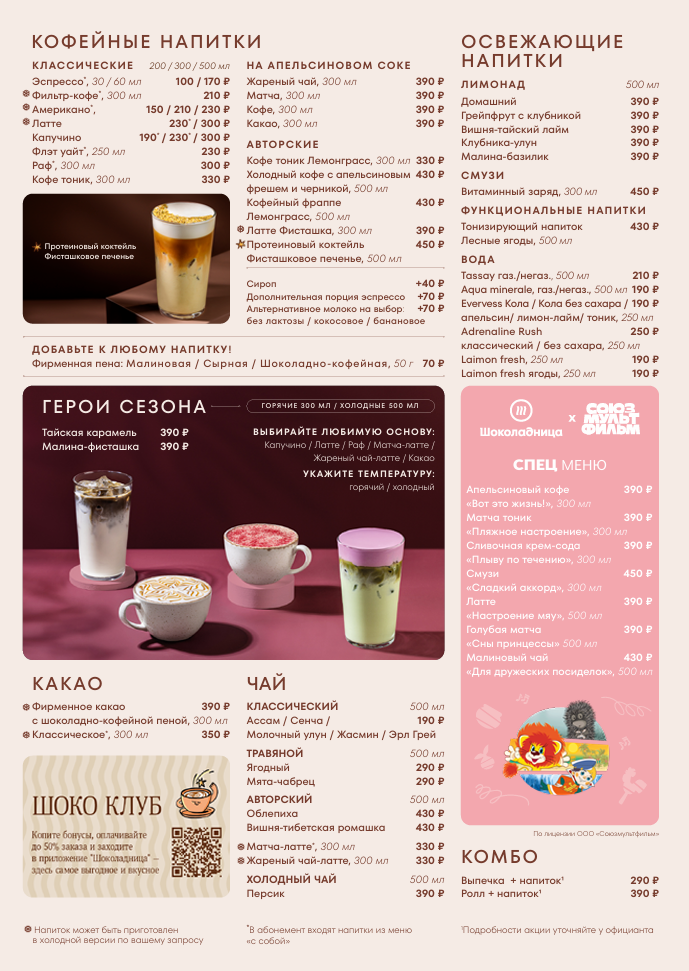 КОФЕЙНЫЕ НАПИТКИ
КЛАССИЧЕСКИЕ 200 / 300 / 500 мл
Эспрессо*, 30 / 60 мл 100 / 170 ₽
Фильтр-кофе*, 300 мл 210 ₽
Американо*, 150 / 210 / 230 ₽
Латте 230* / 300 ₽
Капучино 190* / 230* / 300 ₽
Флэт уайт*, 250 мл 230 ₽
Раф*, 300 мл 300 ₽
Кофе тоник, 300 мл 330 ₽
Протеиновый коктейль
Фисташковое печенье
НА АПЕЛЬСИНОВОМ СОКЕ
Жареный чай, 300 мл 390 ₽
Матча, 300 мл 390 ₽
Кофе, 300 мл 390 ₽
Какао, 300 мл 390 ₽
АВТОРСКИЕ
Кофе тоник Лемонграсс, 300 мл 330 ₽
Холодный кофе с апельсиновым 430 ₽
фрешем и черникой, 500 мл
Кофейный фраппе 430 ₽
Лемонграсс, 500 мл
Латте Фисташка, 300 мл 390 ₽
Протеиновый коктейль 450 ₽
Фисташковое печенье, 500 мл
Сироп +40 ₽
Дополнительная порция эспрессо +70 ₽
Альтернативное молоко на выбор: +70 ₽
без лактозы / кокосовое / банановое
ДОБАВЬТЕ К ЛЮБОМУ НАПИТКУ!
Фирменная пена: Малиновая / Сырная / Шоколадно-кофейная, 50 г 70 ₽
ГЕРОИ СЕЗОНА
ГОРЯЧИЕ 300 МЛ / ХОЛОДНЫЕ 500 МЛ
Тайская карамель 390 ₽
Малина-фисташка 390 ₽
ВЫБИРАЙТЕ ЛЮБИМУЮ ОСНОВУ:
Капучино / Латте / Раф / Матча-латте /
Жареный чай-латте / Какао
УКАЖИТЕ ТЕМПЕРАТУРУ:
горячий / холодный
КАКАО
Фирменное какао 390 ₽
с шоколадно-кофейной пеной, 300 мл
Классическое*, 300 мл 350 ₽
ШОКО КЛУБ
Копите бонусы, оплачивайте
до 50% заказа и заходите
в приложение "Шоколадница" –
здесь самое выгодное и вкусное
ЧАЙ
КЛАССИЧЕСКИЙ 500 мл
Ассам / Сенча / 190 ₽
Молочный улун / Жасмин / Эрл Грей
ТРАВЯНОЙ 500 мл
Ягодный 290 ₽
Мята-чабрец 290 ₽
АВТОРСКИЙ 500 мл
Облепиха 430 ₽
Вишня-тибетская ромашка 430 ₽
Матча-латте*, 300 мл 330 ₽
Жареный чай-латте, 300 мл 330 ₽
ХОЛОДНЫЙ ЧАЙ 500 мл
Персик 390 ₽
ОСВЕЖАЮЩИЕ
НАПИТКИ
ЛИМОНАД 500 мл
Домашний 390 ₽
Грейпфрут с клубникой 390 ₽
Вишня-тайский лайм 390 ₽
Клубника-улун 390 ₽
Малина-базилик 390 ₽
СМУЗИ
Витаминный заряд, 300 мл 450 ₽
ФУНКЦИОНАЛЬНЫЕ НАПИТКИ
Тонизирующий напиток 430 ₽
Лесные ягоды, 500 мл
ВОДА
Tassay газ./негаз., 500 мл 210 ₽
Aqua minerale, газ./негаз., 500 мл 190 ₽
Evervess Кола / Кола без сахара / 190 ₽
апельсин/ лимон-лайм/ тоник, 250 мл
Adrenaline Rush 250 ₽
классический / без сахара, 250 мл
Laimon fresh, 250 мл 190 ₽
Laimon fresh ягоды, 250 мл 190 ₽
Шоколадница х СОЮЗ
МУЛЬТ
ФИЛЬМ
СПЕЦ МЕНЮ
Апельсиновый кофе 390 ₽
«Вот это жизнь!», 300 мл
Матча тоник 390 ₽
«Пляжное настроение», 300 мл
Сливочная крем-сода 390 ₽
«Плыву по течению», 300 мл
Смузи 450 ₽
«Сладкий аккорд», 300 мл
Латте 390 ₽
«Настроение мяу», 500 мл
Голубая матча 390 ₽
«Сны принцессы» 500 мл
Малиновый чай 430 ₽
«Для дружеских посиделок», 500 мл
По лицензии ООО «Союзмультфильм»
КОМБО
Выпечка + напиток¹ 290 ₽
Ролл + напиток¹ 390 ₽
Напиток может быть приготовлен
в холодной версии по вашему запросу
*В абонемент входят напитки из меню
«с собой»
¹Подробности акции уточняйте у официанта